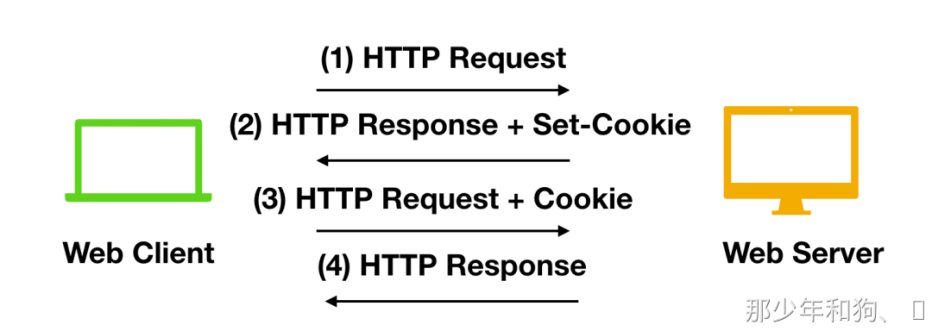 (1) HTTP Request
(2) HTTP Response + Set-Cookie
(3) HTTP Request + Cookie
Web Client
Web Server
(4) HTTP Response
那少年和狗、